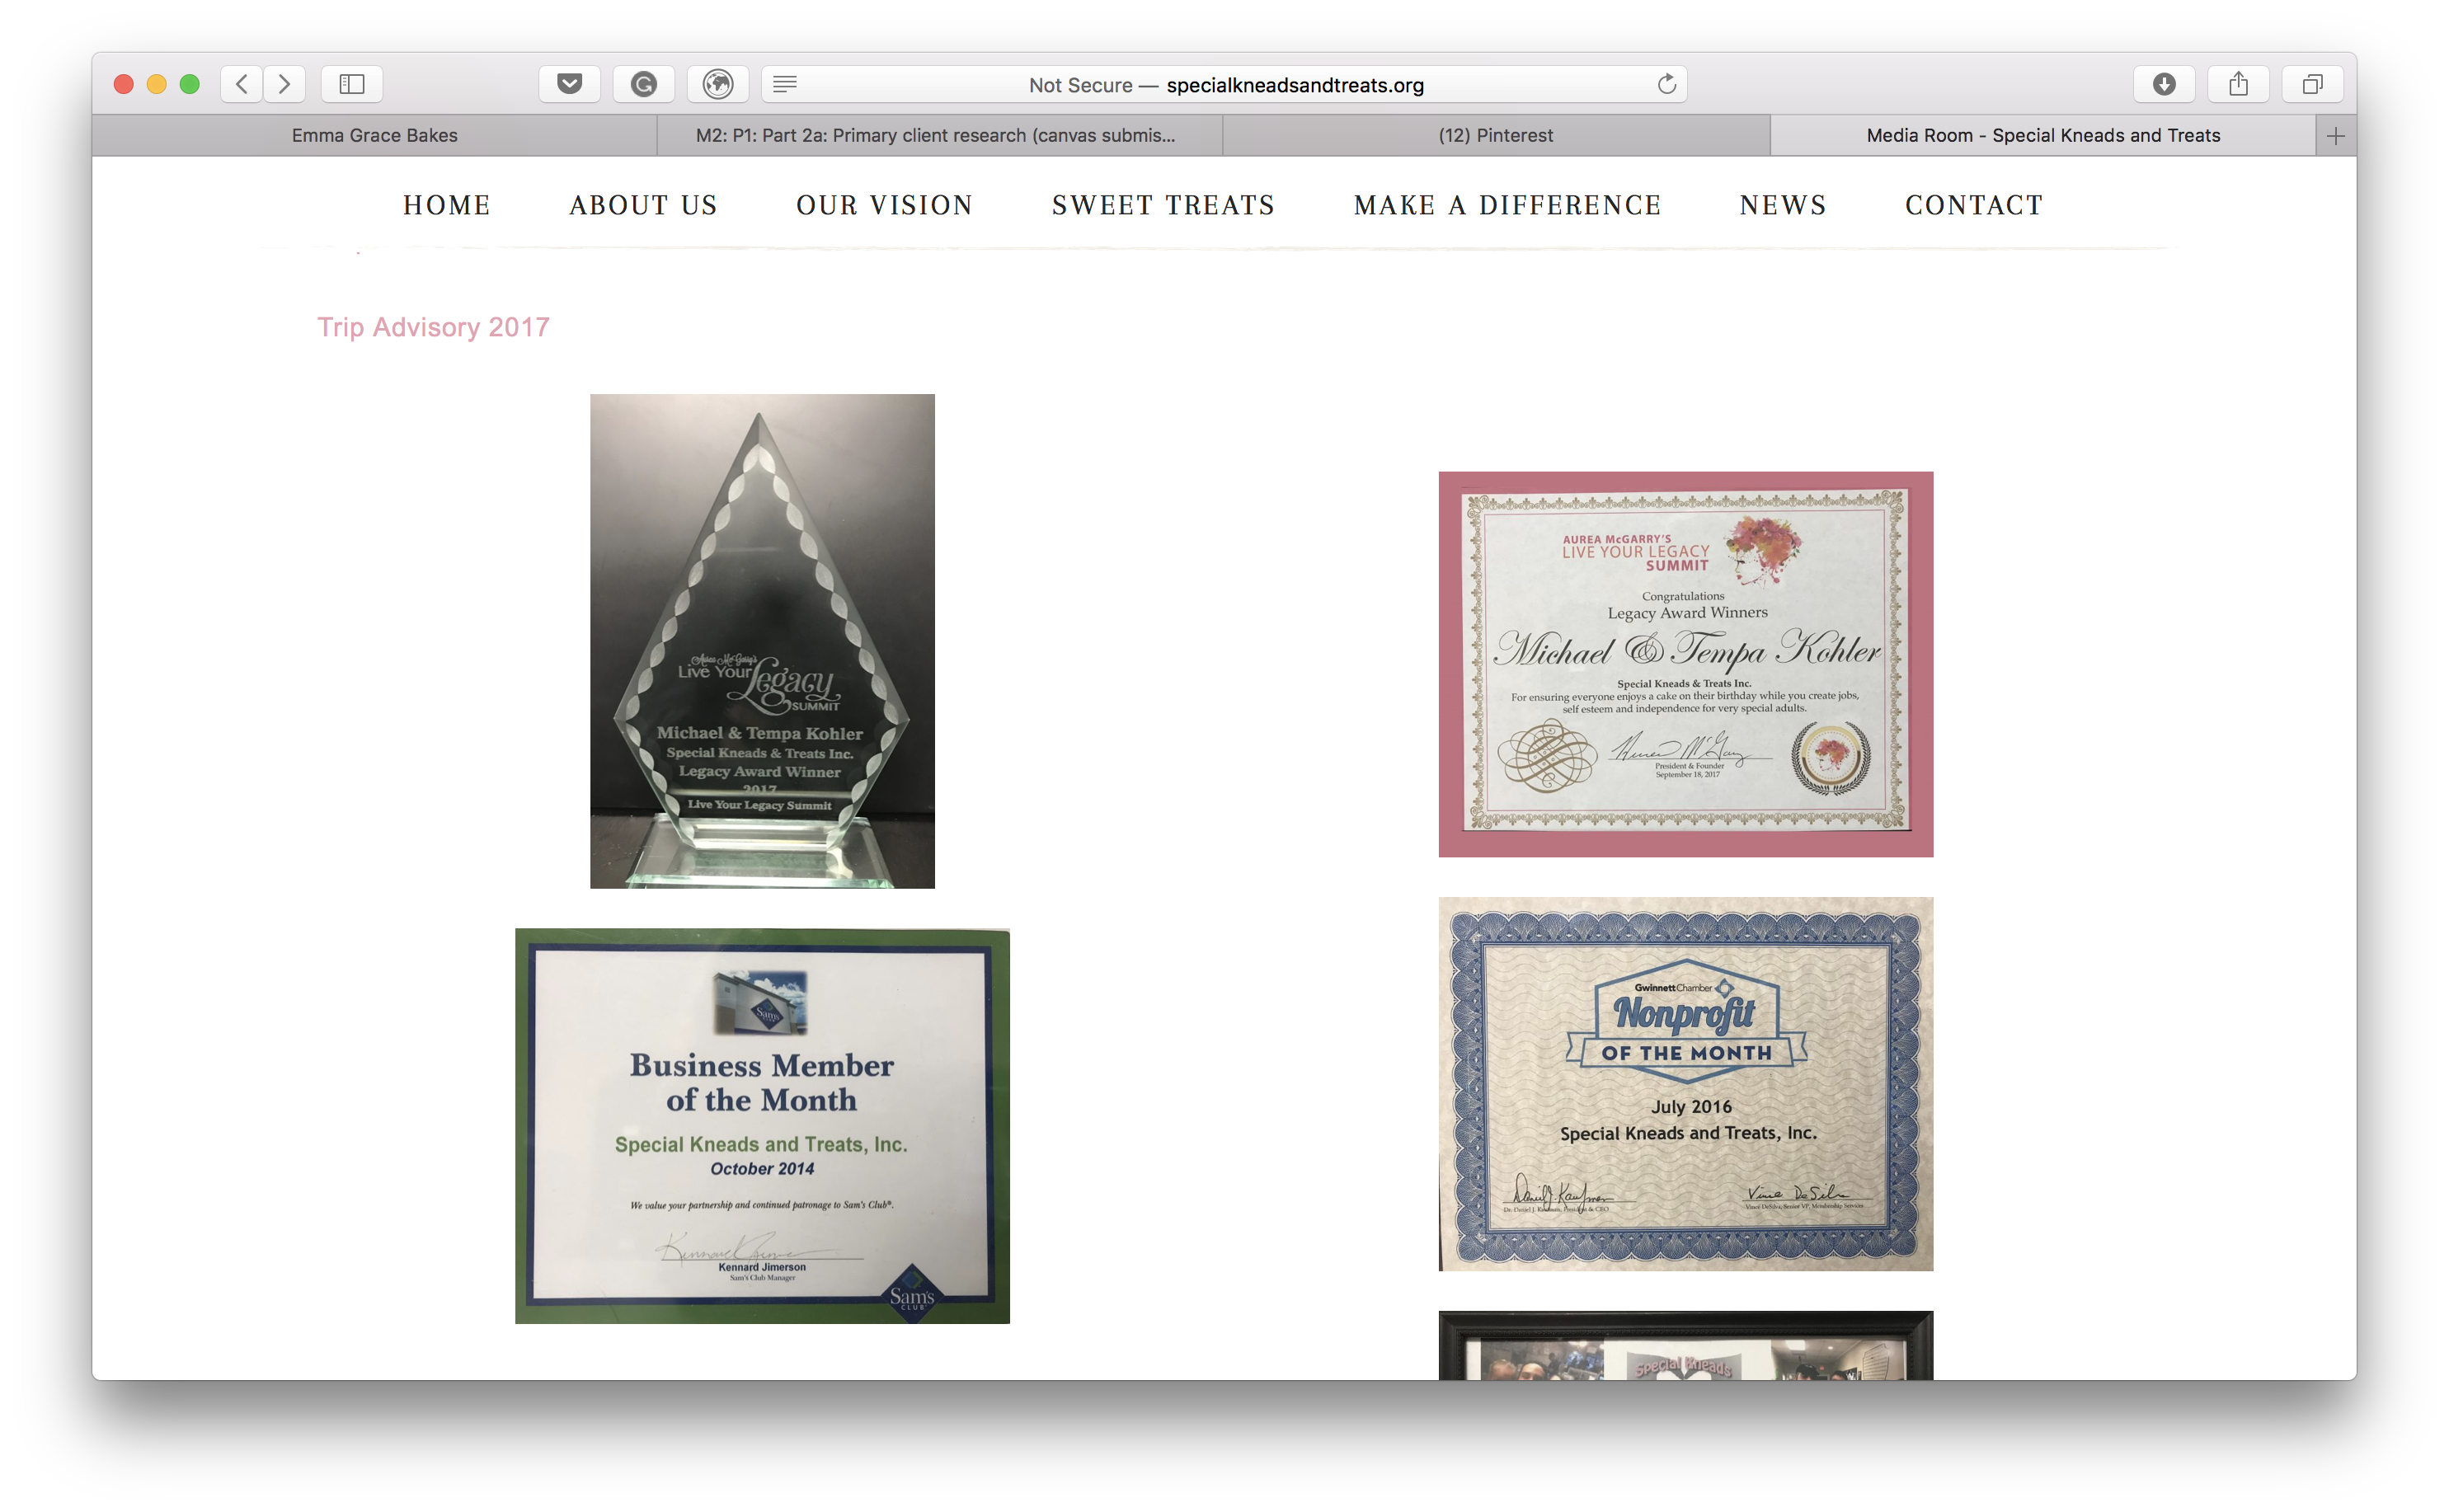 Not Secure — specialkneadsandtreats.org
Emma Grace Bakes
M2: P1: Part 2a: Primary client research (canvas submis...
(12) Pinterest
Media Room - Special Kneads and Treats
HOME
ABOUT US
OUR VISION
SWEET TREATS
MAKE A DIFFERENCE
NEWS
CONTACT
Trip Advisory 2017
Aurea McGarry's
Live Your Legacy
SUMMIT
Michael & Tempa Kohler
Special Kneads & Treats Inc.
Legacy Award Winner
2017
Live Your Legacy Summit
AUREA McGARRY'S
LIVE YOUR LEGACY
SUMMIT
Congratulations
Legacy Award Winners
Michael & Tempa Kohler
Special Kneads & Treats Inc.
For ensuring everyone enjoys a cake on their birthday while you create jobs,
self esteem and independence for very special adults.
Aurea McGarry
President & Founder
September 18, 2017
Sam's
Business Member
of the Month
Special Kneads and Treats, Inc.
October 2014
We value your partnership and continued patronage to Sam's Club®.
Kennard Jimerson
Sam's Club Manager
Sam's
CLUB
GwinnettChamber
Nonprofit
OF THE MONTH
July 2016
Special Kneads and Treats, Inc.
Daniel J. Kaufman
Vince DeSilva
Dr. Daniel J. Kaufman, President & CEO
Vince DeSilva, Senior VP, Membership Services
Special Kneads